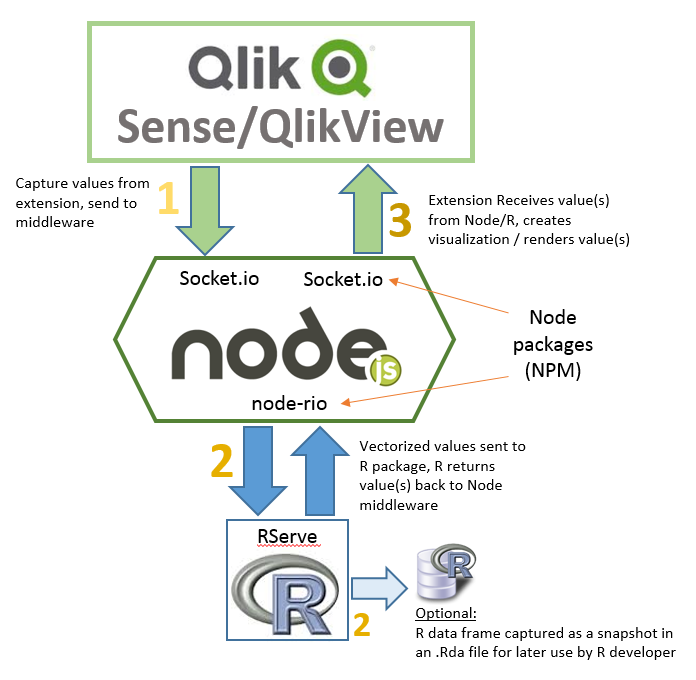 Qlik Q
Sense/QlikView
Capture values from
extension, send to
middleware
1
3
Extension Receives value(s)
from Node/R, creates
visualization / renders value(s)
Socket.io
Socket.io
node
js
node-rio
Node
packages
(NPM)
2
Vectorized values sent to
R package, R returns
value(s) back to Node
middleware
RServe
R
2
R
Optional:
R data frame captured as a snapshot in
an .Rda file for later use by R developer